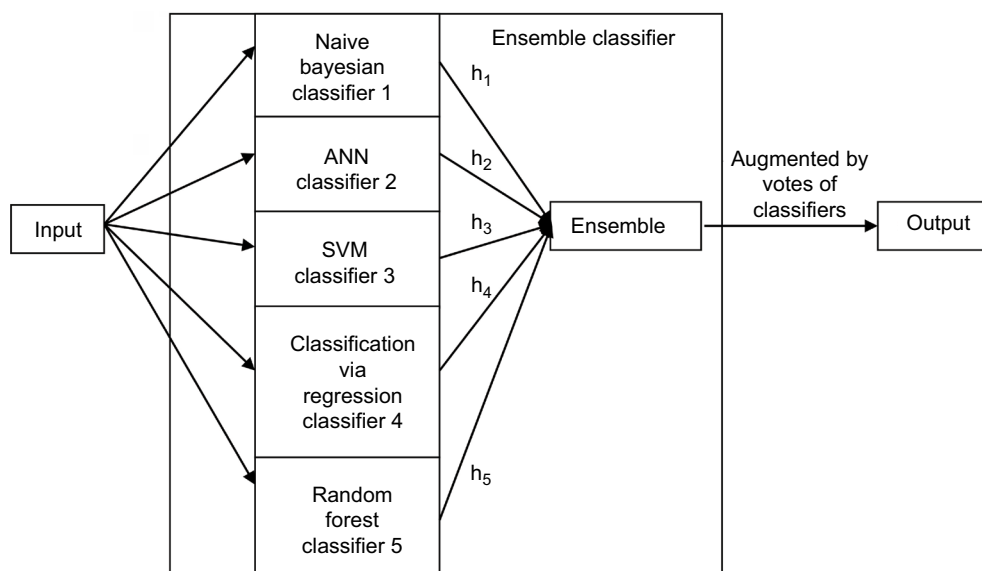 Input
Naive
bayesian
classifier 1
ANN
classifier 2
SVM
classifier 3
Classification
via
regression
classifier 4
Random
forest
classifier 5
Ensemble classifier
h1
h2
h3
h4
h5
Ensemble
Augmented by
votes of
classifiers
Output